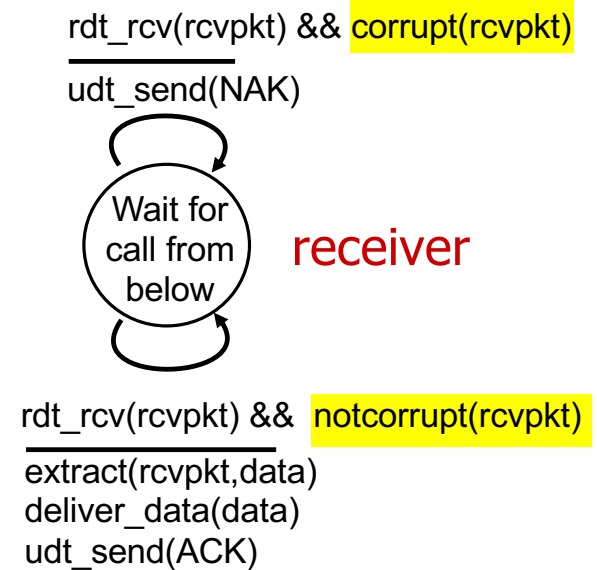 rdt_rcv(rcvpkt) && corrupt(rcvpkt)
udt_send(NAK)
Wait for
call from
below
receiver
rdt_rcv(rcvpkt) && notcorrupt(rcvpkt)
extract(rcvpkt,data)
deliver_data(data)
udt_send(ACK)